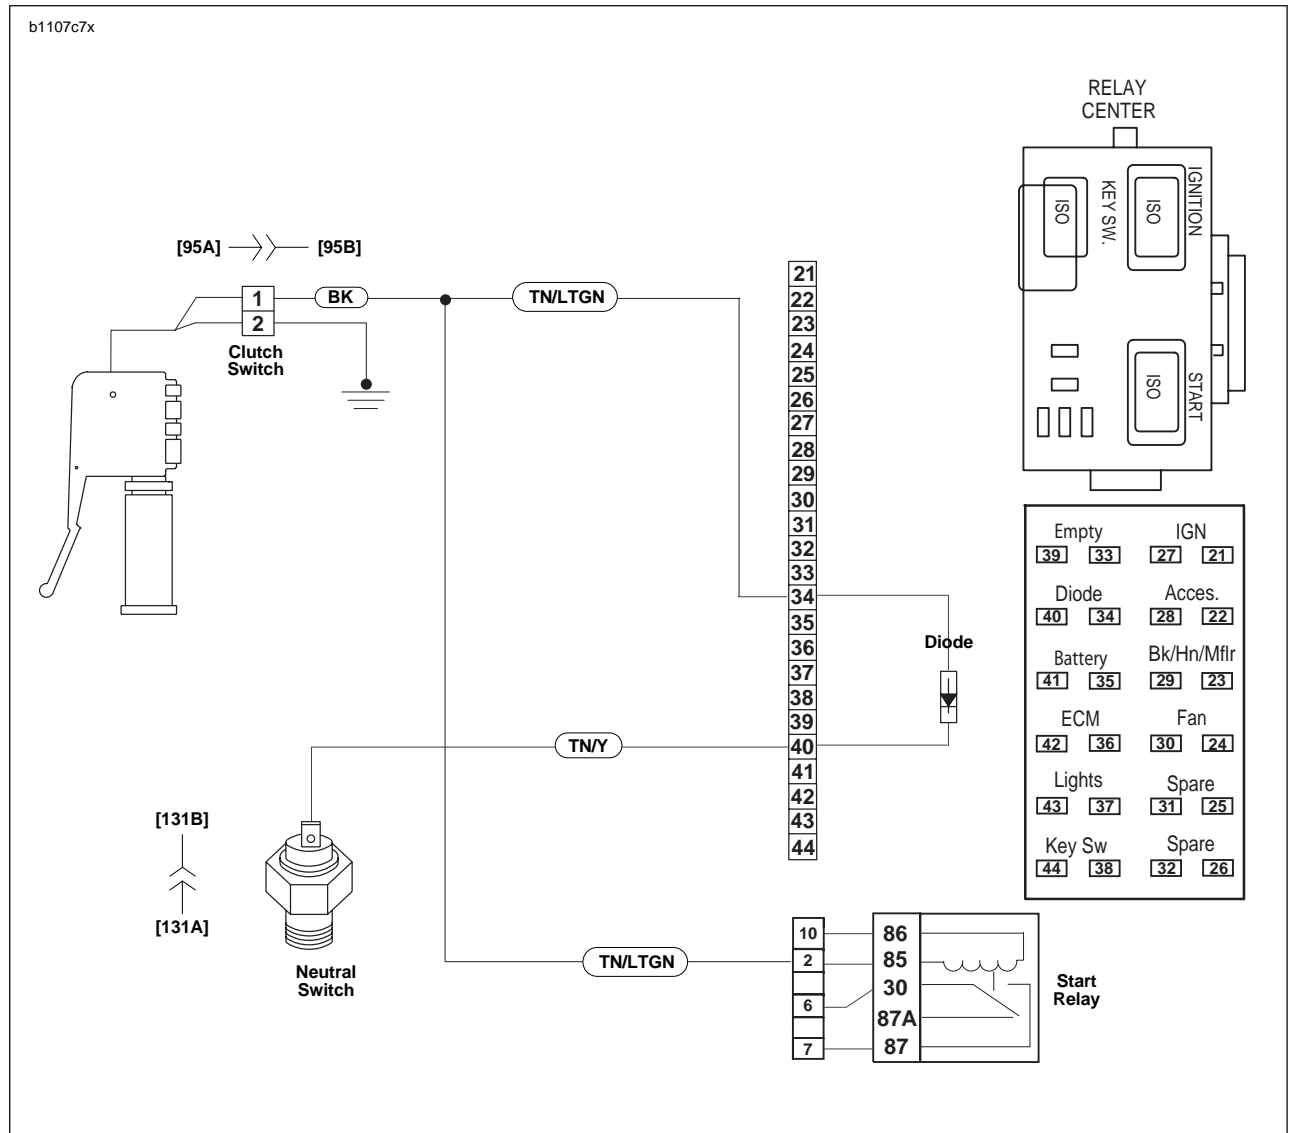 b1107c7x
RELAY
CENTER
IGNITION
KEY SW.
ISO
ISO
START
ISO
[95A]
[95B]
1
BK
TN/LTGN
2
Clutch
Switch
21
22
23
24
25
26
27
28
29
30
31
32
33
34
35
36
37
38
39
40
41
42
43
44
Diode
TN/Y
[131B]
[131A]
Neutral
Switch
TN/LTGN
10
2
6
7
86
85
30
87A
87
Start
Relay
Empty IGN
39 33 27 21
Diode Acces.
40 34 28 22
Battery Bk/Hn/Mflr
41 35 29 23
ECM Fan
42 36 30 24
Lights Spare
43 37 31 25
Key Sw Spare
44 38 32 26